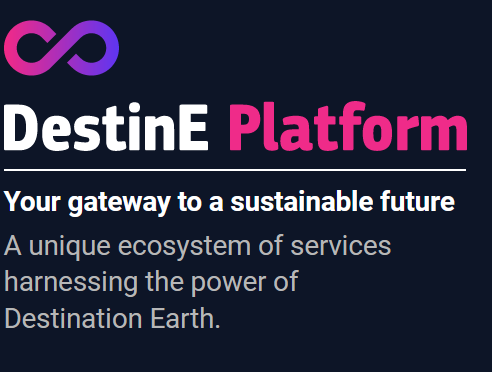 DestinE Platform
Your gateway to a sustainable future
A unique ecosystem of services
harnessing the power of
Destination Earth.